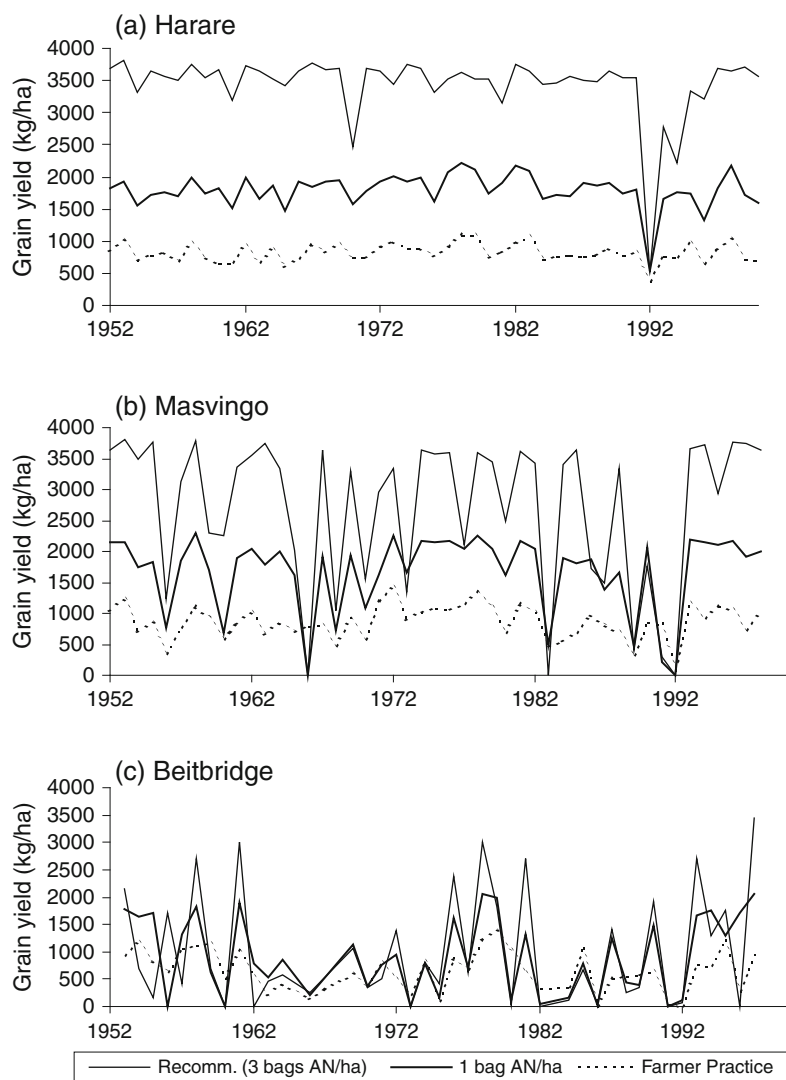 (a) Harare
Grain yield (kg/ha)
4000
3500
3000
2500
2000
1500
1000
500
0
1952 1962 1972 1982 1992
(b) Masvingo
Grain yield (kg/ha)
4000
3500
3000
2500
2000
1500
1000
500
0
1952 1962 1972 1982 1992
(c) Beitbridge
Grain yield (kg/ha)
4000
3500
3000
2500
2000
1500
1000
500
0
1952 1962 1972 1982 1992
Recomm. (3 bags AN/ha) 1 bag AN/ha Farmer Practice